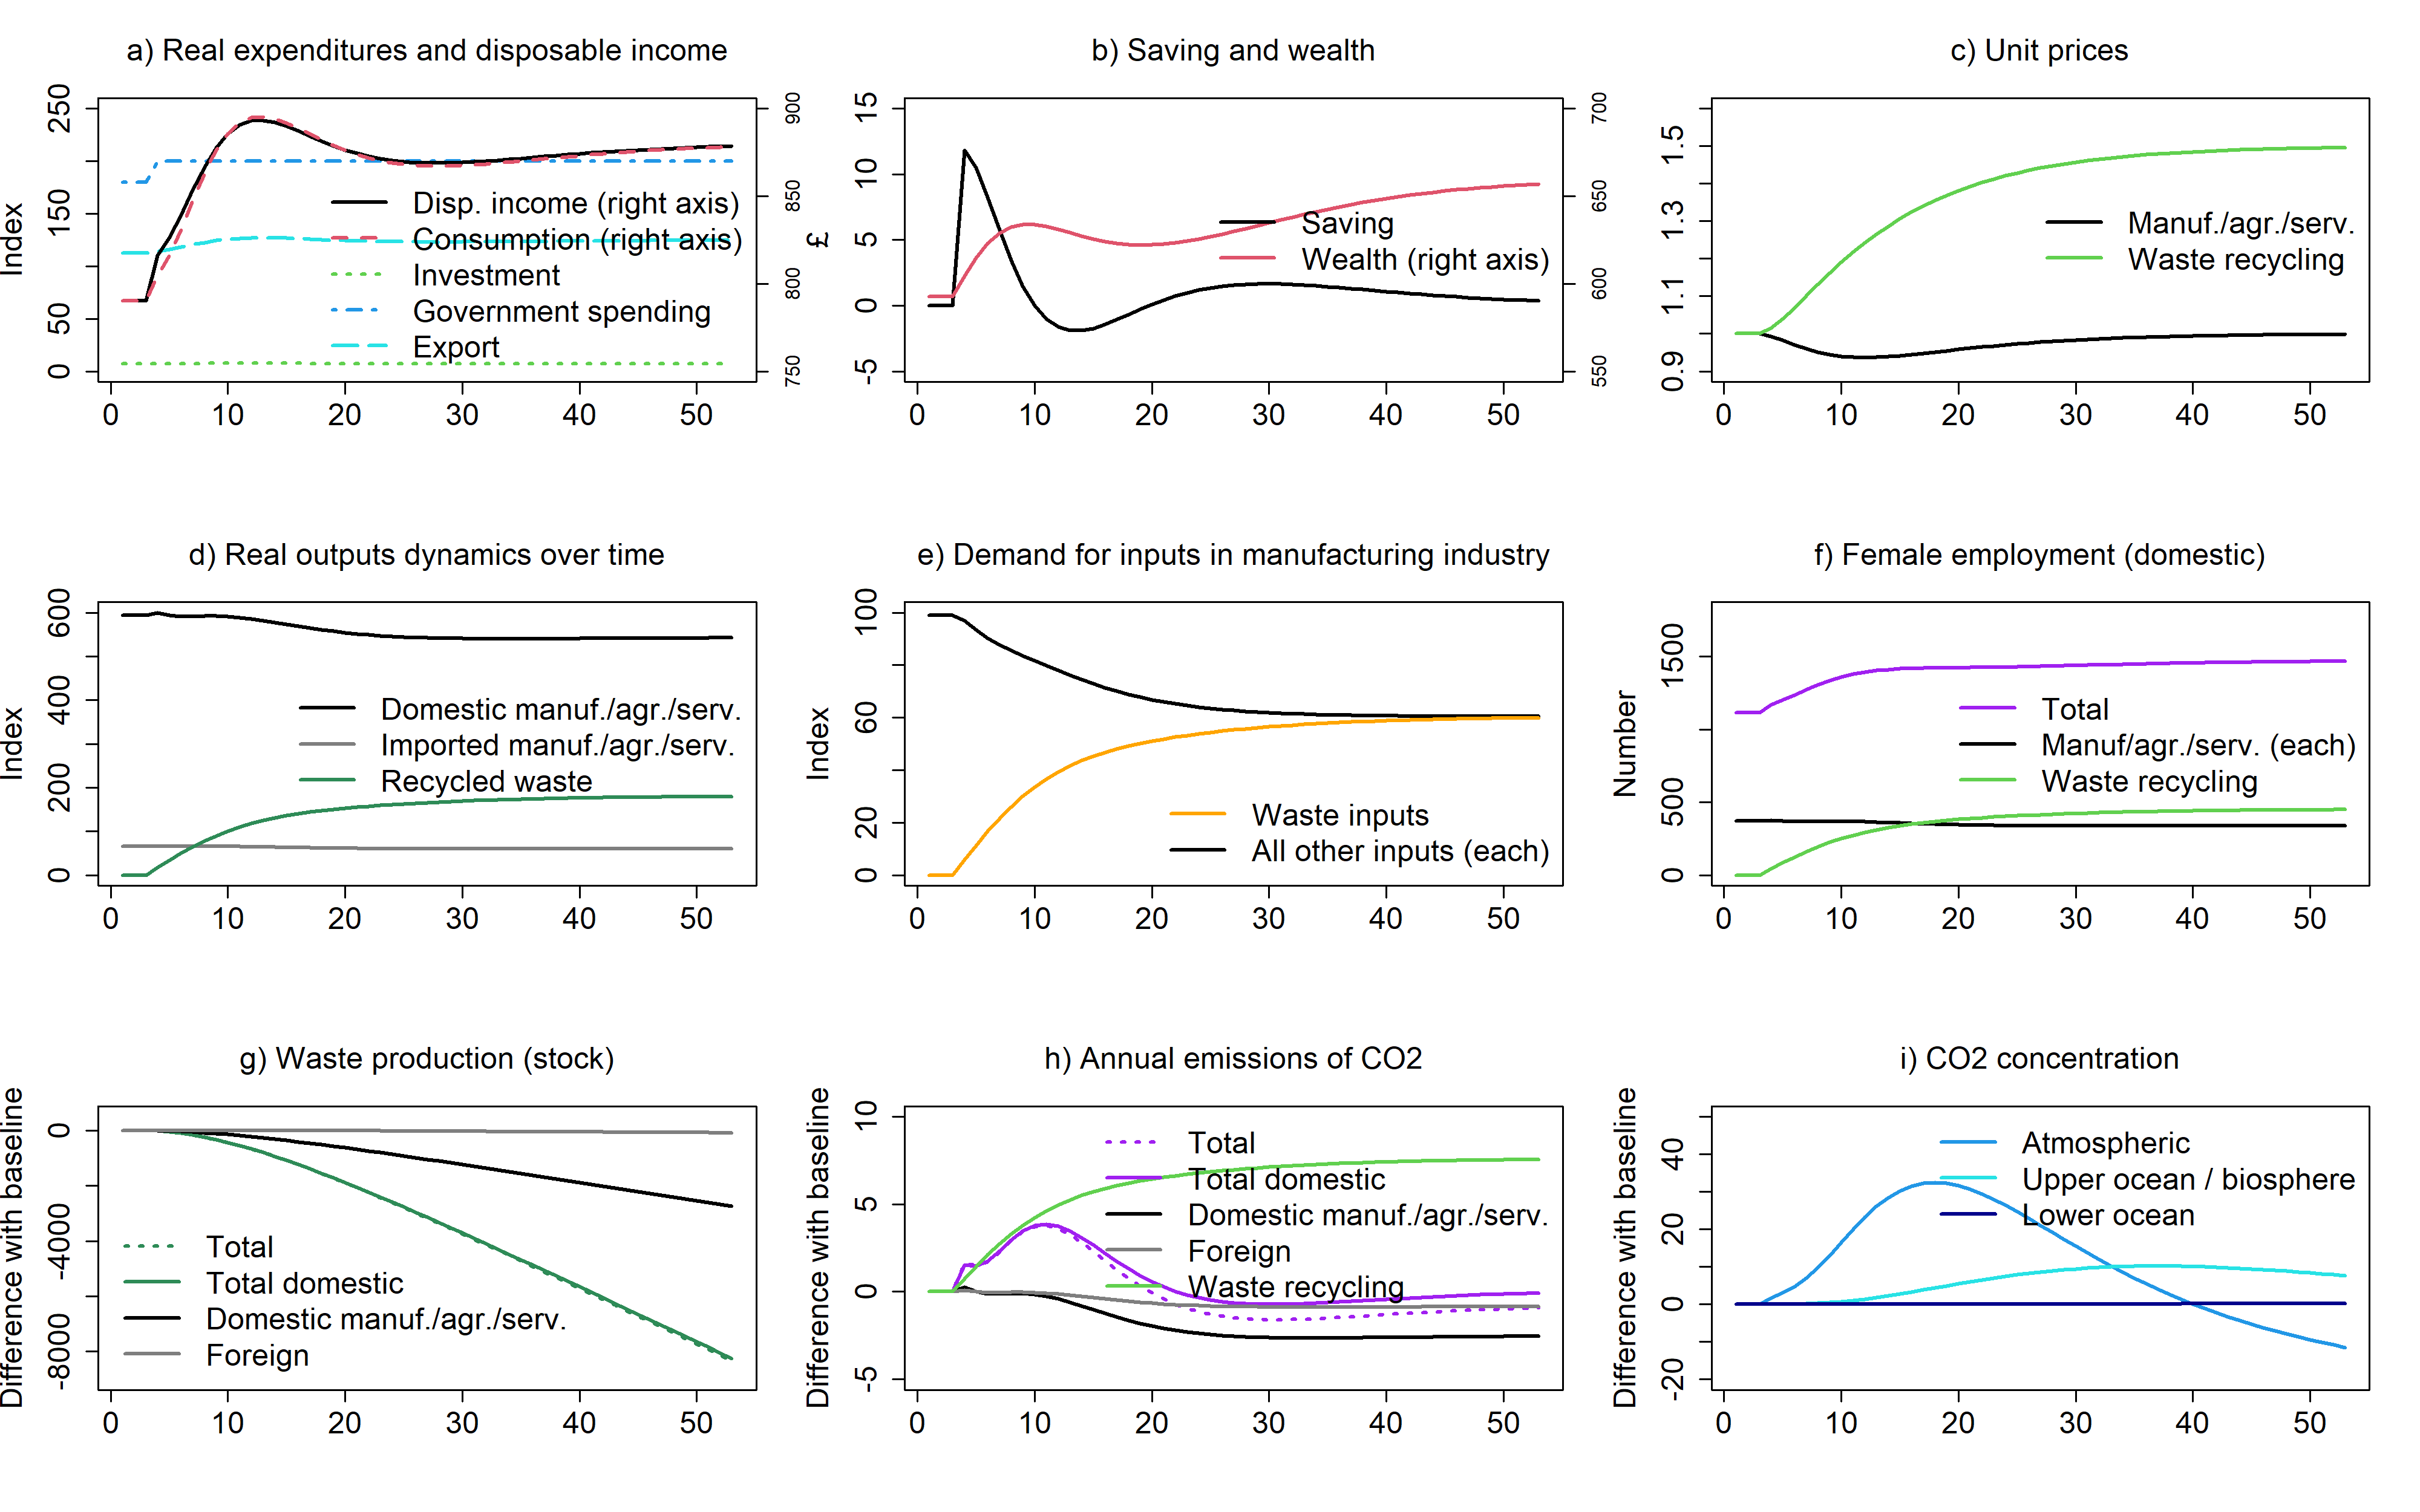 a) Real expenditures and disposable income
b) Saving and wealth
c) Unit prices
Index
0
50
150
250
750
800
850
900
0 10 20 30 40 50
Disp. income (right axis)
Consumption (right axis)
Investment
Government spending
Export
£
-5
0
5
10
15
550
600
650
700
0 10 20 30 40 50
Saving
Wealth (right axis)
0.9
1.1
1.3
1.5
0 10 20 30 40 50
Manuf./agr./serv.
Waste recycling
d) Real outputs dynamics over time
e) Demand for inputs in manufacturing industry
f) Female employment (domestic)
Index
0
200
400
600
0 10 20 30 40 50
Domestic manuf./agr./serv.
Imported manuf./agr./serv.
Recycled waste
Index
0
20
60
100
0 10 20 30 40 50
Waste inputs
All other inputs (each)
Number
0
500
1500
0 10 20 30 40 50
Total
Manuf/agr./serv. (each)
Waste recycling
g) Waste production (stock)
h) Annual emissions of CO2
i) CO2 concentration
Difference with baseline
-8000
-4000
0
0 10 20 30 40 50
Total
Total domestic
Domestic manuf./agr./serv.
Foreign
Difference with baseline
-5
0
5
10
0 10 20 30 40 50
Total
Total domestic
Domestic manuf./agr./serv.
Foreign
Waste recycling
Difference with baseline
-20
0
20
40
0 10 20 30 40 50
Atmospheric
Upper ocean / biosphere
Lower ocean